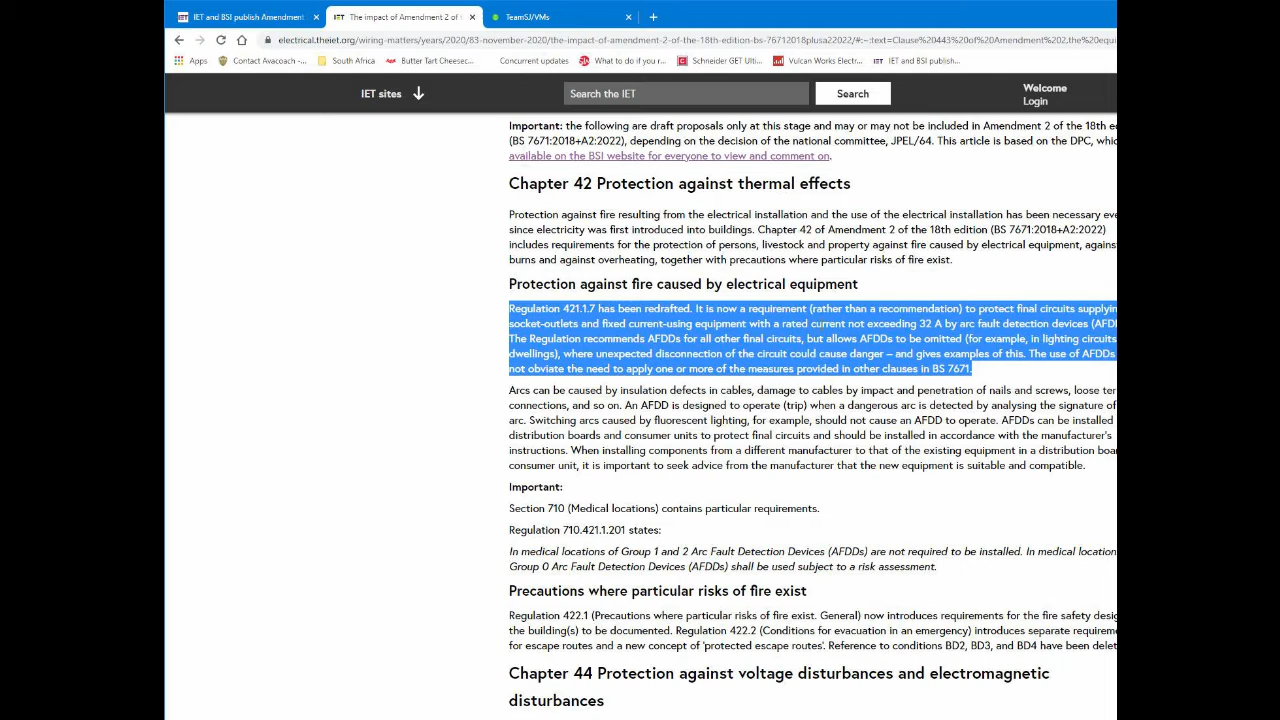 IET and BSI publish Amendment
The impact of Amendment 2 of
TeamSJ/VMs
electrical.theiet.org/wiring-matters/years/2020/83-november-2020/the-impact-of-amendment-2-of-the-18th-edition-bs-76712018plusa22022/#:~:text=Clause%20443%20of%20Amendment%202,the%20equi
Apps Contact Avacoach -... South Africa Butter Tart Cheesec... Concurrent updates What to do if you r... Schneider GET Ulti... Vulcan Works Electr... IET and BSI publish...
IET sites Search the IET Search Welcome
Login
Important: the following are draft proposals only at this stage and may or may not be included in Amendment 2 of the 18th e
(BS 7671:2018+A2:2022), depending on the decision of the national committee, JPEL/64. This article is based on the DPC, whic
available on the BSI website for everyone to view and comment on.
Chapter 42 Protection against thermal effects
Protection against fire resulting from the electrical installation and the use of the electrical installation has been necessary eve
since electricity was first introduced into buildings. Chapter 42 of Amendment 2 of the 18th edition (BS 7671:2018+A2:2022)
includes requirements for the protection of persons, livestock and property against fire caused by electrical equipment, agains
burns and against overheating, together with precautions where particular risks of fire exist.
Protection against fire caused by electrical equipment
Regulation 421.1.7 has been redrafted. It is now a requirement (rather than a recommendation) to protect final circuits supplyin
socket-outlets and fixed current-using equipment with a rated current not exceeding 32 A by arc fault detection devices (AFD
The Regulation recommends AFDDs for all other final circuits, but allows AFDDs to be omitted (for example, in lighting circuits
dwellings), where unexpected disconnection of the circuit could cause danger – and gives examples of this. The use of AFDDs
not obviate the need to apply one or more of the measures provided in other clauses in BS 7671.
Arcs can be caused by insulation defects in cables, damage to cables by impact and penetration of nails and screws, loose ter
connections, and so on. An AFDD is designed to operate (trip) when a dangerous arc is detected by analysing the signature of
arc. Switching arcs caused by fluorescent lighting, for example, should not cause an AFDD to operate. AFDDs can be installed
distribution boards and consumer units to protect final circuits and should be installed in accordance with the manufacturer's
instructions. When installing components from a different manufacturer to that of the existing equipment in a distribution boa
consumer unit, it is important to seek advice from the manufacturer that the new equipment is suitable and compatible.
Important:
Section 710 (Medical locations) contains particular requirements.
Regulation 710.421.1.201 states:
In medical locations of Group 1 and 2 Arc Fault Detection Devices (AFDDs) are not required to be installed. In medical location
Group 0 Arc Fault Detection Devices (AFDDs) shall be used subject to a risk assessment.
Precautions where particular risks of fire exist
Regulation 422.1 (Precautions where particular risks of fire exist. General) now introduces requirements for the fire safety desig
the building(s) to be documented. Regulation 422.2 (Conditions for evacuation in an emergency) introduces separate requireme
for escape routes and a new concept of 'protected escape routes'. Reference to conditions BD2, BD3, and BD4 have been delet
Chapter 44 Protection against voltage disturbances and electromagnetic
disturbances